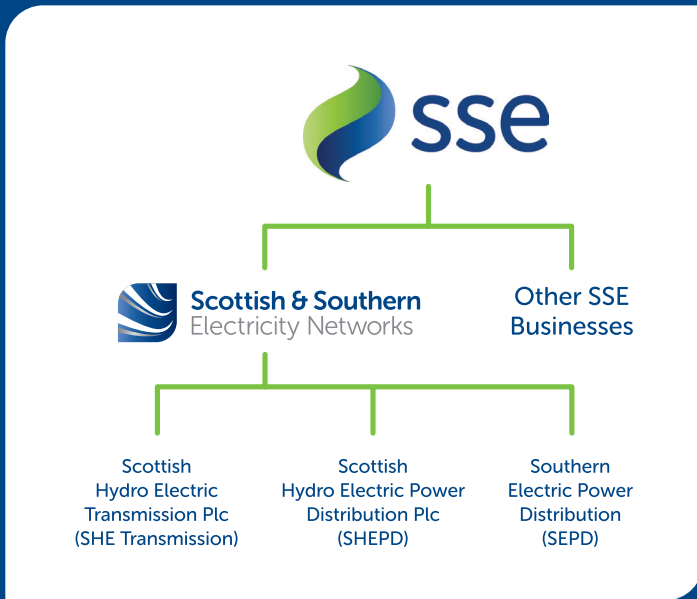 sse
Scottish & Southern
Electricity Networks
Other SSE
Businesses
Scottish
Hydro Electric
Transmission Plc
(SHE Transmission)
Scottish
Hydro Electric Power
Distribution Plc
(SHEPD)
Southern
Electric Power
Distribution
(SEPD)